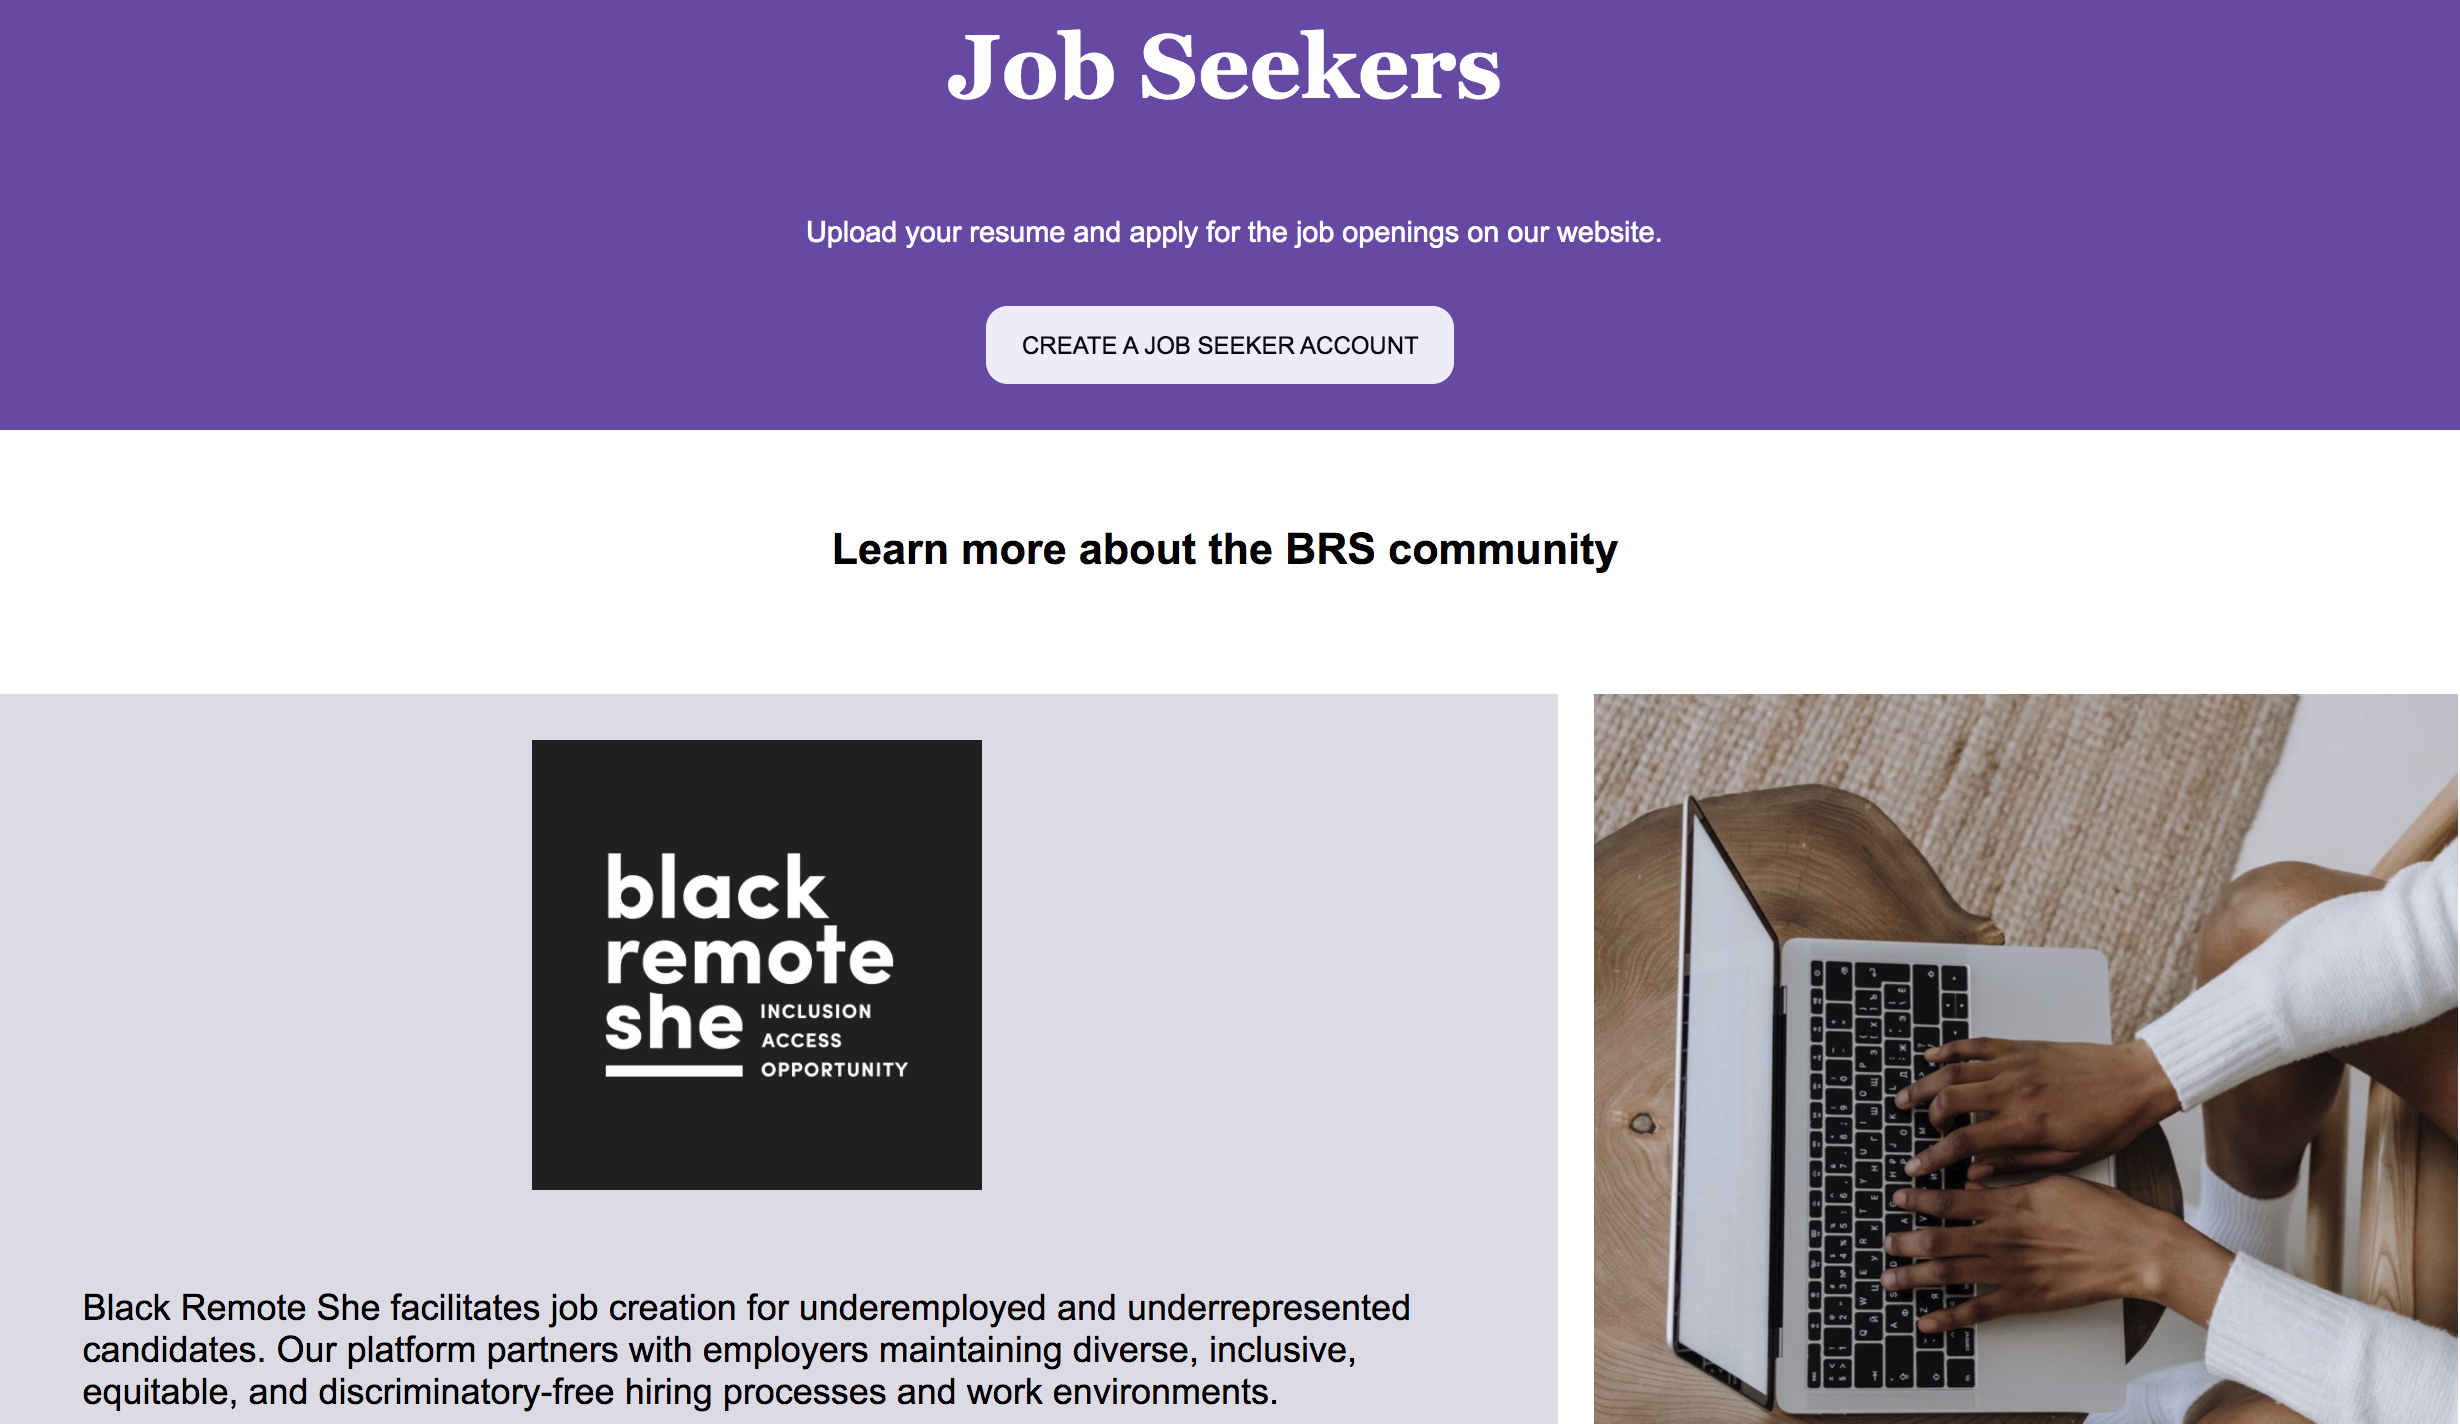 Job Seekers
Upload your resume and apply for the job openings on our website.
CREATE A JOB SEEKER ACCOUNT
Learn more about the BRS community
black
remote
she
INCLUSION
ACCESS
OPPORTUNITY
Black Remote She facilitates job creation for underemployed and underrepresented
candidates. Our platform partners with employers maintaining diverse, inclusive,
equitable, and discriminatory-free hiring processes and work environments.